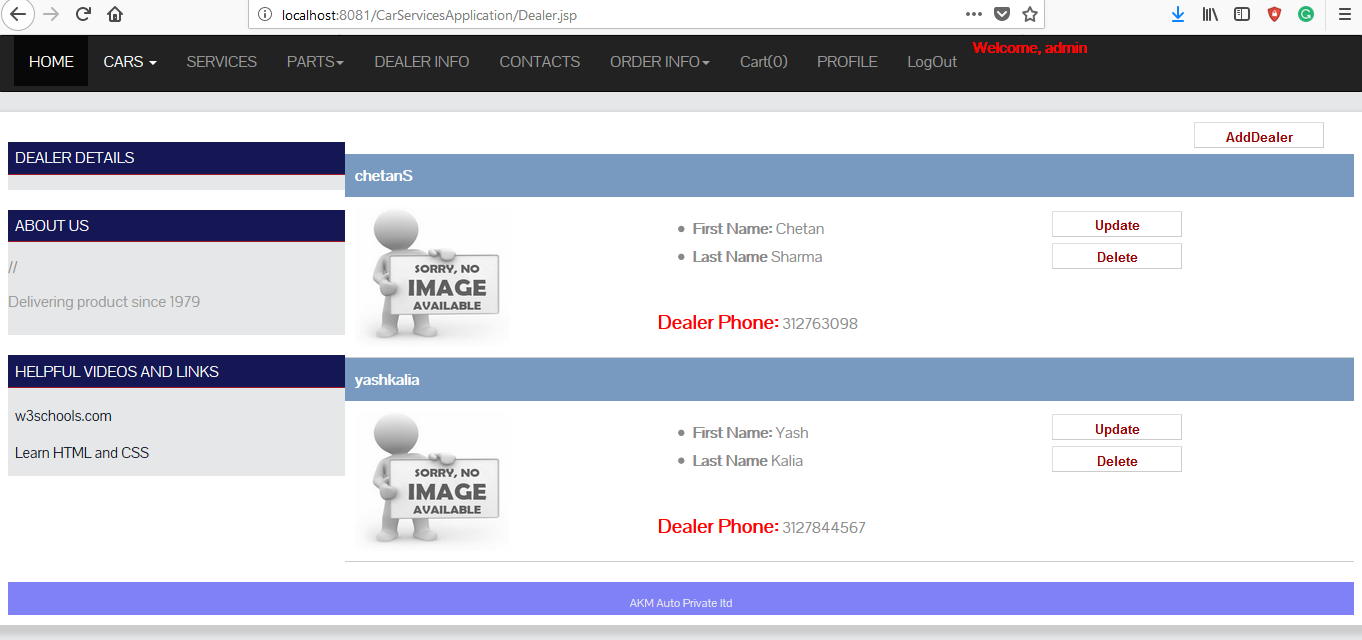 localhost:8081/CarServicesApplication/Dealer.jsp
HOME CARS SERVICES PARTS DEALER INFO CONTACTS ORDER INFO Cart(0) PROFILE LogOut Welcome, admin
AddDealer
DEALER DETAILS
ABOUT US
//
Delivering product since 1979
HELPFUL VIDEOS AND LINKS
w3schools.com
Learn HTML and CSS
chetanS
SORRY, NO
IMAGE
AVAILABLE
First Name: Chetan
Last Name Sharma
Dealer Phone: 312763098
Update
Delete
yashkalia
SORRY, NO
IMAGE
AVAILABLE
First Name: Yash
Last Name Kalia
Dealer Phone: 3127844567
Update
Delete
AKM Auto Private ltd